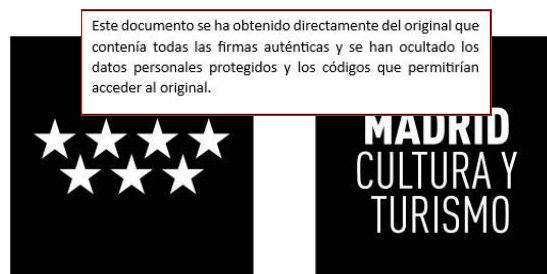 Este documento se ha obtenido directamente del original que
contenía todas las firmas auténticas y se han ocultado los
datos personales protegidos y los códigos que permitirían
acceder al original.
MADRID
CULTURA Y
TURISMO